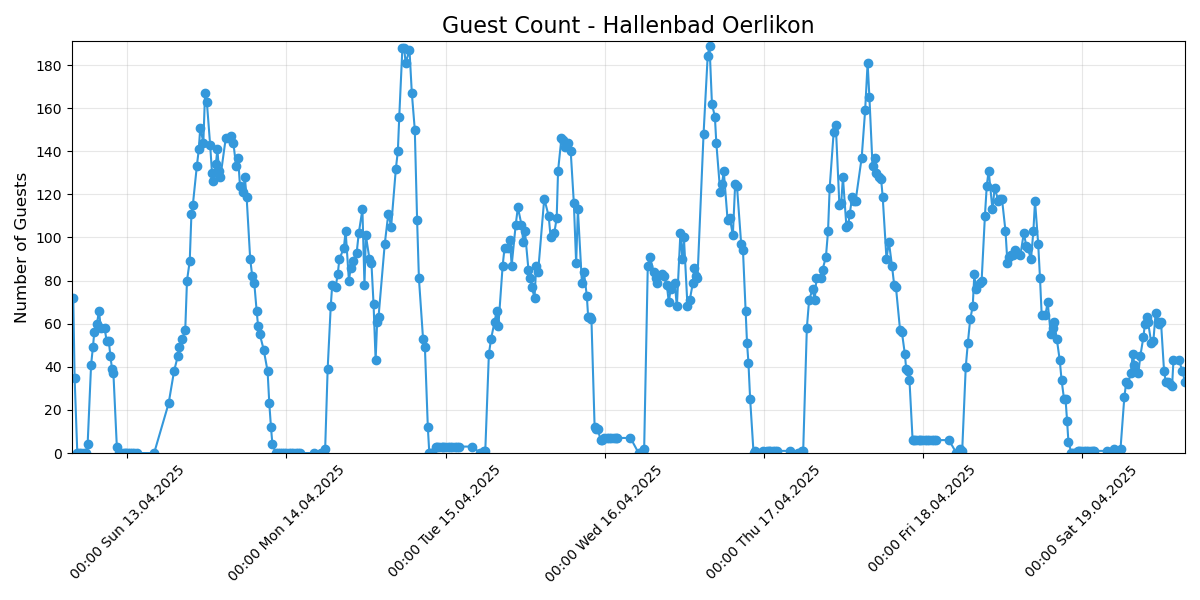 Guest Count - Hallenbad Oerlikon
Number of Guests
180
160
140
120
100
80
60
40
20
0
00:00 Sun 13.04.2025
00:00 Mon 14.04.2025
00:00 Tue 15.04.2025
00:00 Wed 16.04.2025
00:00 Thu 17.04.2025
00:00 Fri 18.04.2025
00:00 Sat 19.04.2025